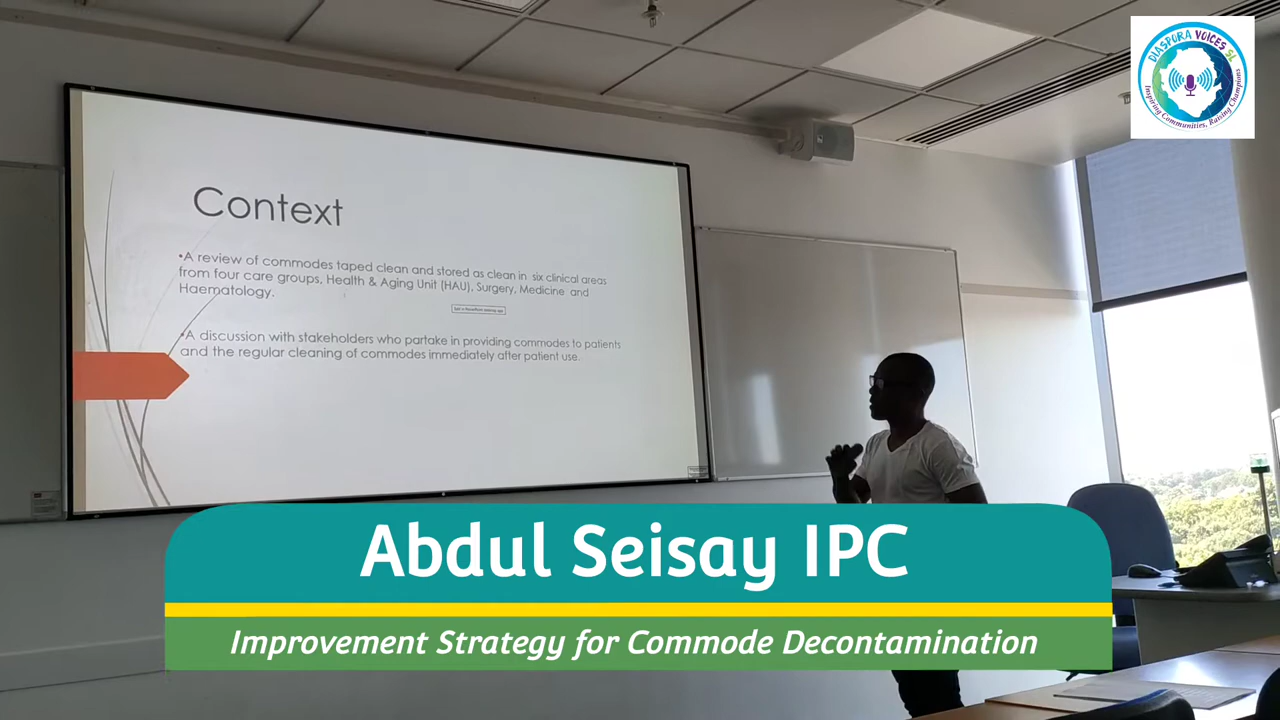 DIASPORA VOICES SL
Inspiring Communities, Raising Champions
Context
•A review of commodes taped clean and stored as clean in six clinical areas
from four care groups, Health & Aging Unit (HAU), Surgery, Medicine and
Haematology.
•A discussion with stakeholders who partake in providing commodes to patients
and the regular cleaning of commodes immediately after patient use.
Abdul Seisay IPC
Improvement Strategy for Commode Decontamination